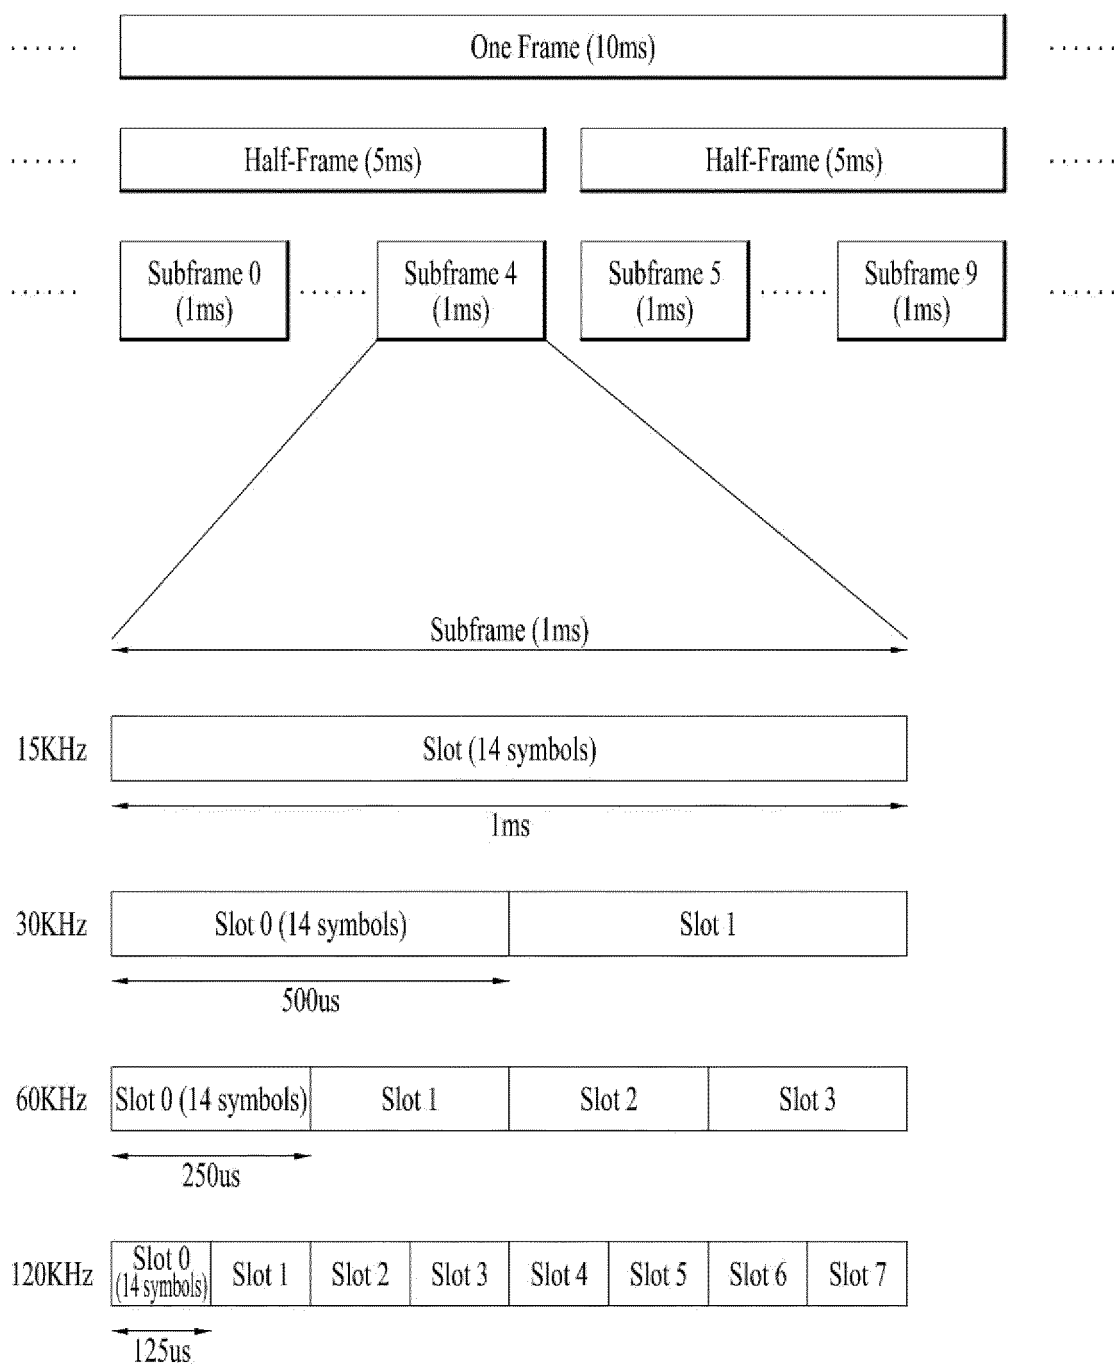 One Frame (10ms)
Half-Frame (5ms) Half-Frame (5ms)
Subframe 0 Subframe 4 Subframe 5 Subframe 9
(1ms) (1ms) (1ms) (1ms)
Subframe (1ms)
15KHz Slot (14 symbols)
1ms
30KHz Slot 0 (14 symbols) Slot 1
500us
60KHz Slot 0 (14 symbols) Slot 1 Slot 2 Slot 3
250us
120KHz Slot 0 (14 symbols) Slot 1 Slot 2 Slot 3 Slot 4 Slot 5 Slot 6 Slot 7
125us